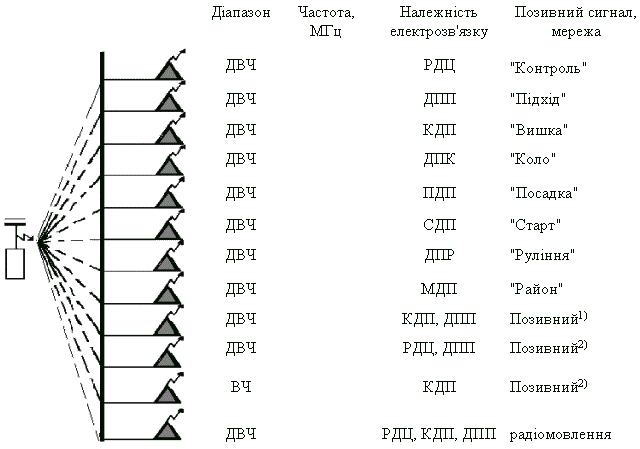 Діапазон Частота, МГц Належність електрозв'язку Позивний сигнал, мережа
ДВЧ РДЦ "Контроль"
ДВЧ ДПП "Підхід"
ДВЧ КДП "Вишка"
ДВЧ ДПК "Коло"
ДВЧ ПДП "Посадка"
ДВЧ СДП "Старт"
ДВЧ ДПР "Руління"
ДВЧ МДП "Район"
ДВЧ КДП, ДПП Позивний1)
ДВЧ РДЦ, ДПП Позивний2)
ВЧ КДП Позивний2)
ДВЧ РДЦ, КДП, ДПП радіомовлення